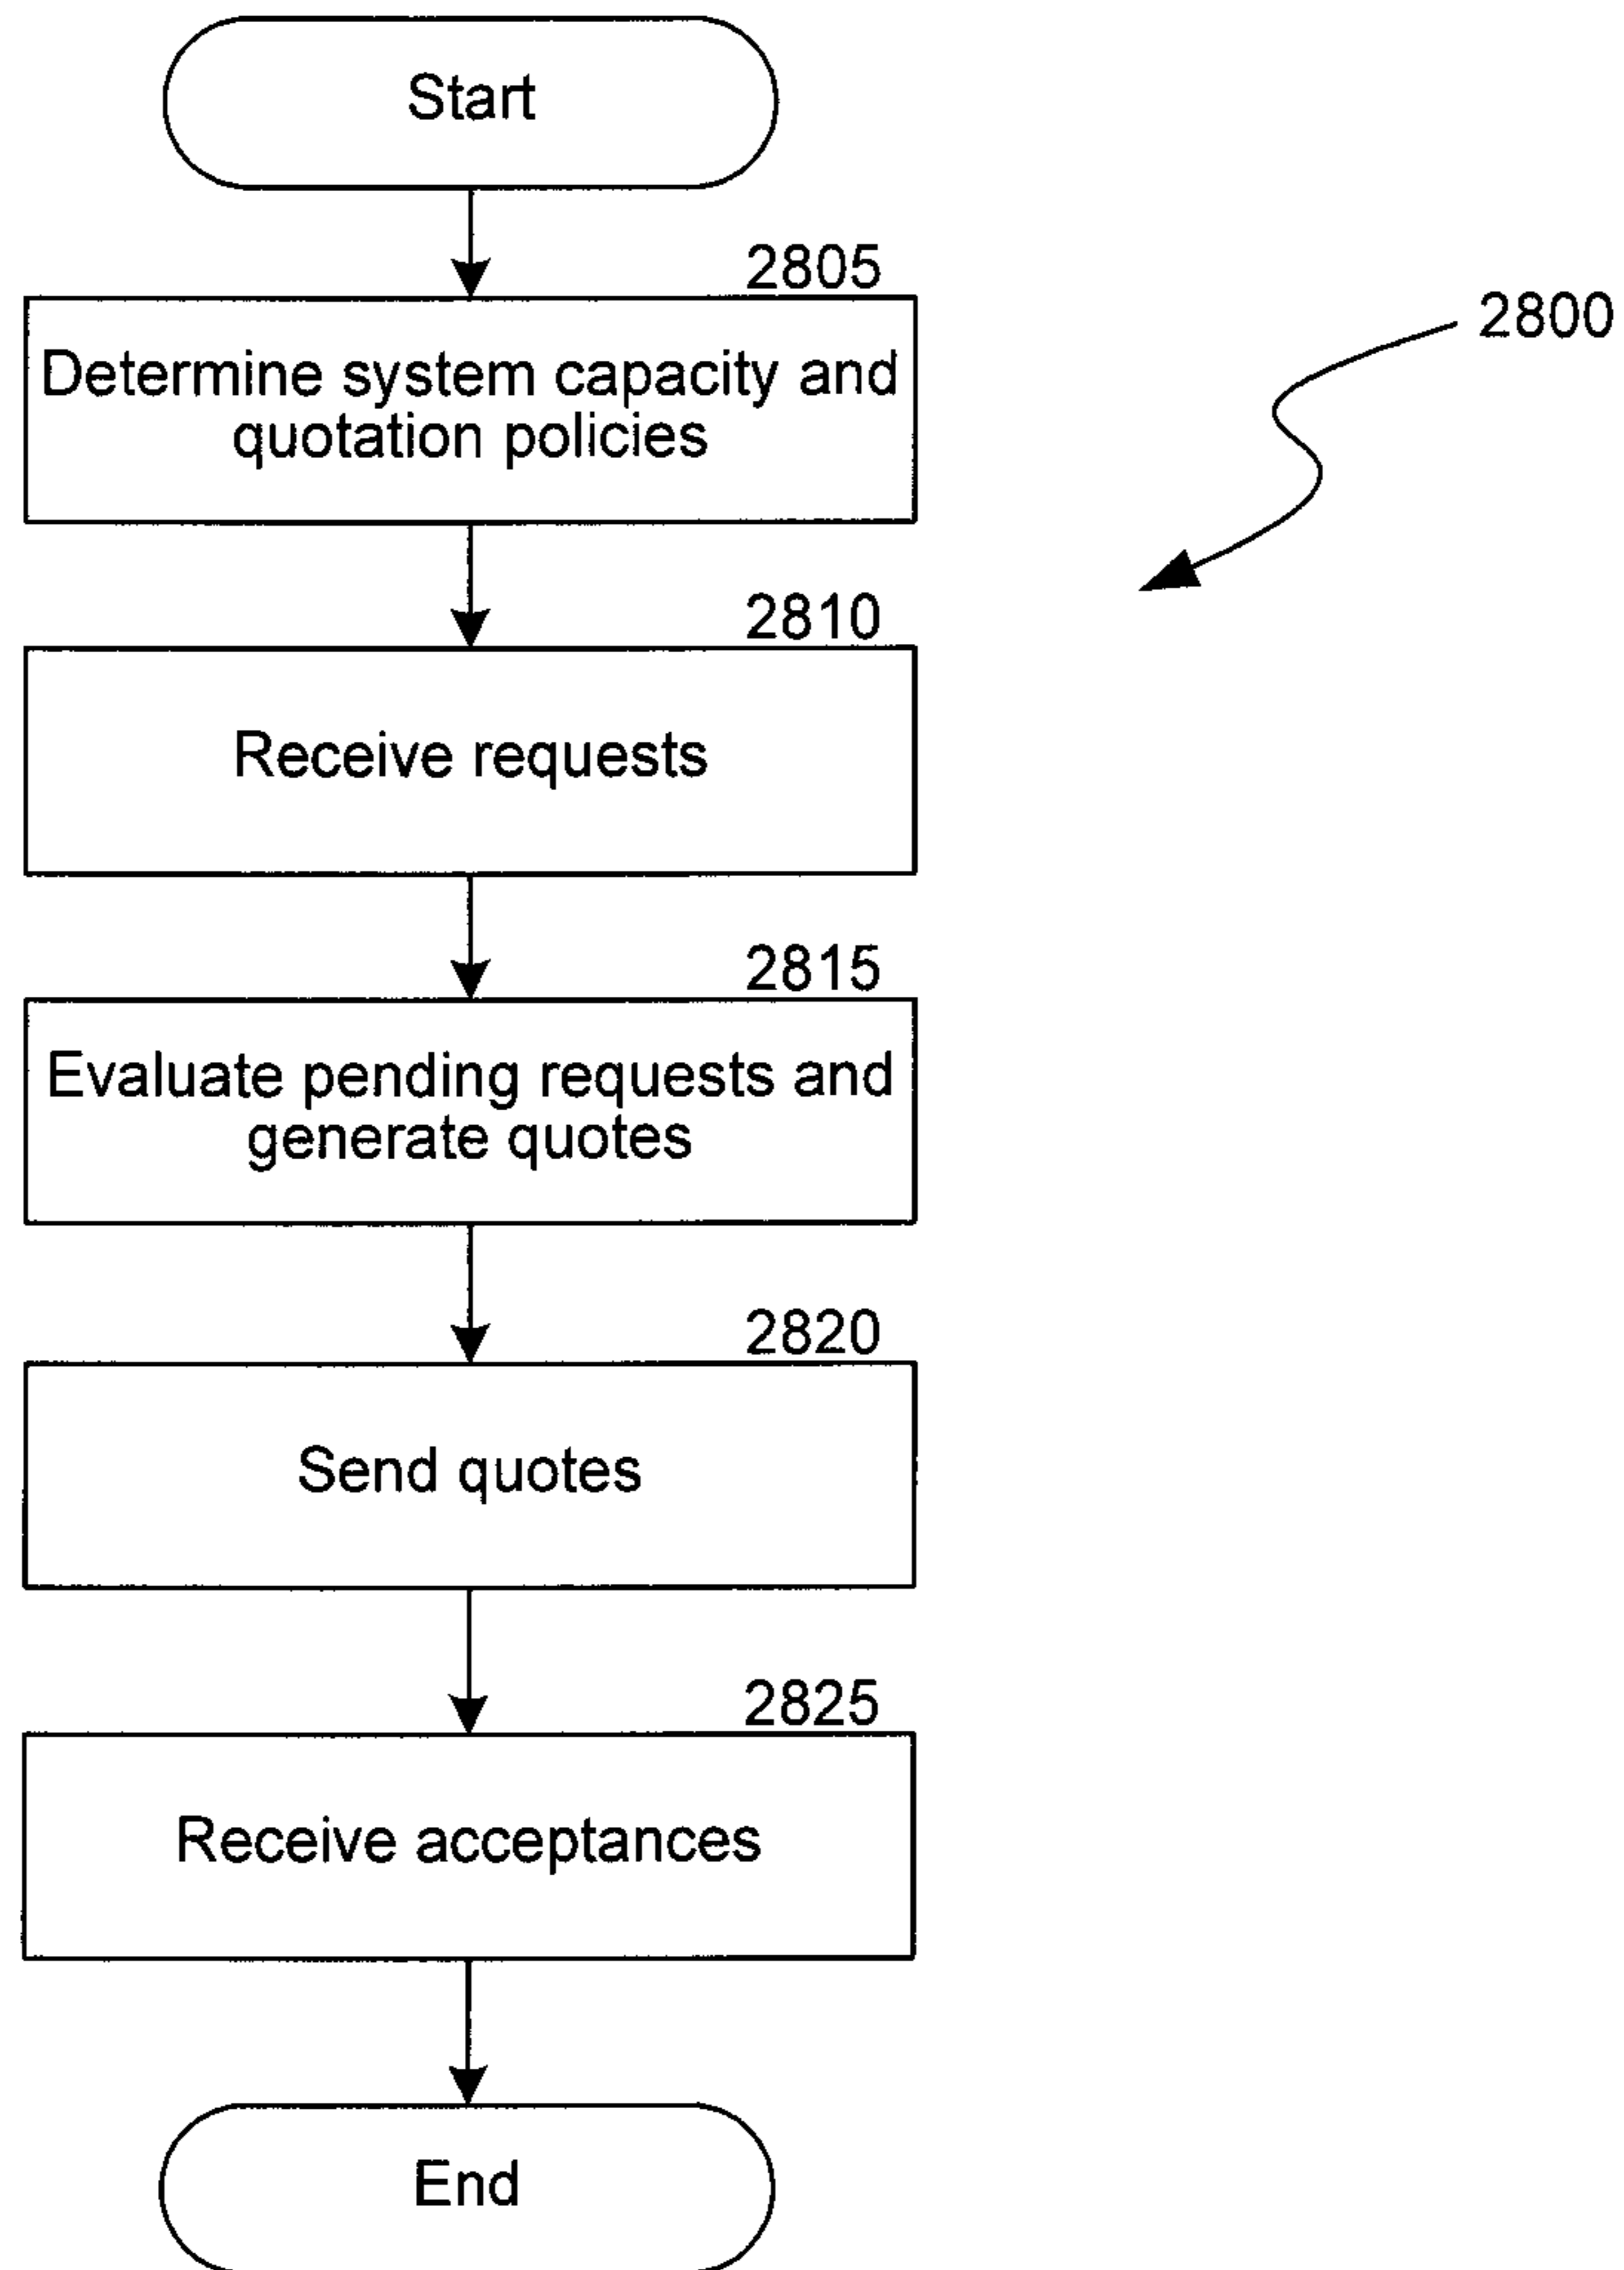 Start
2805
2800
Determine system capacity and
quotation policies
2810
Receive requests
2815
Evaluate pending requests and
generate quotes
2820
Send quotes
2825
Receive acceptances
End